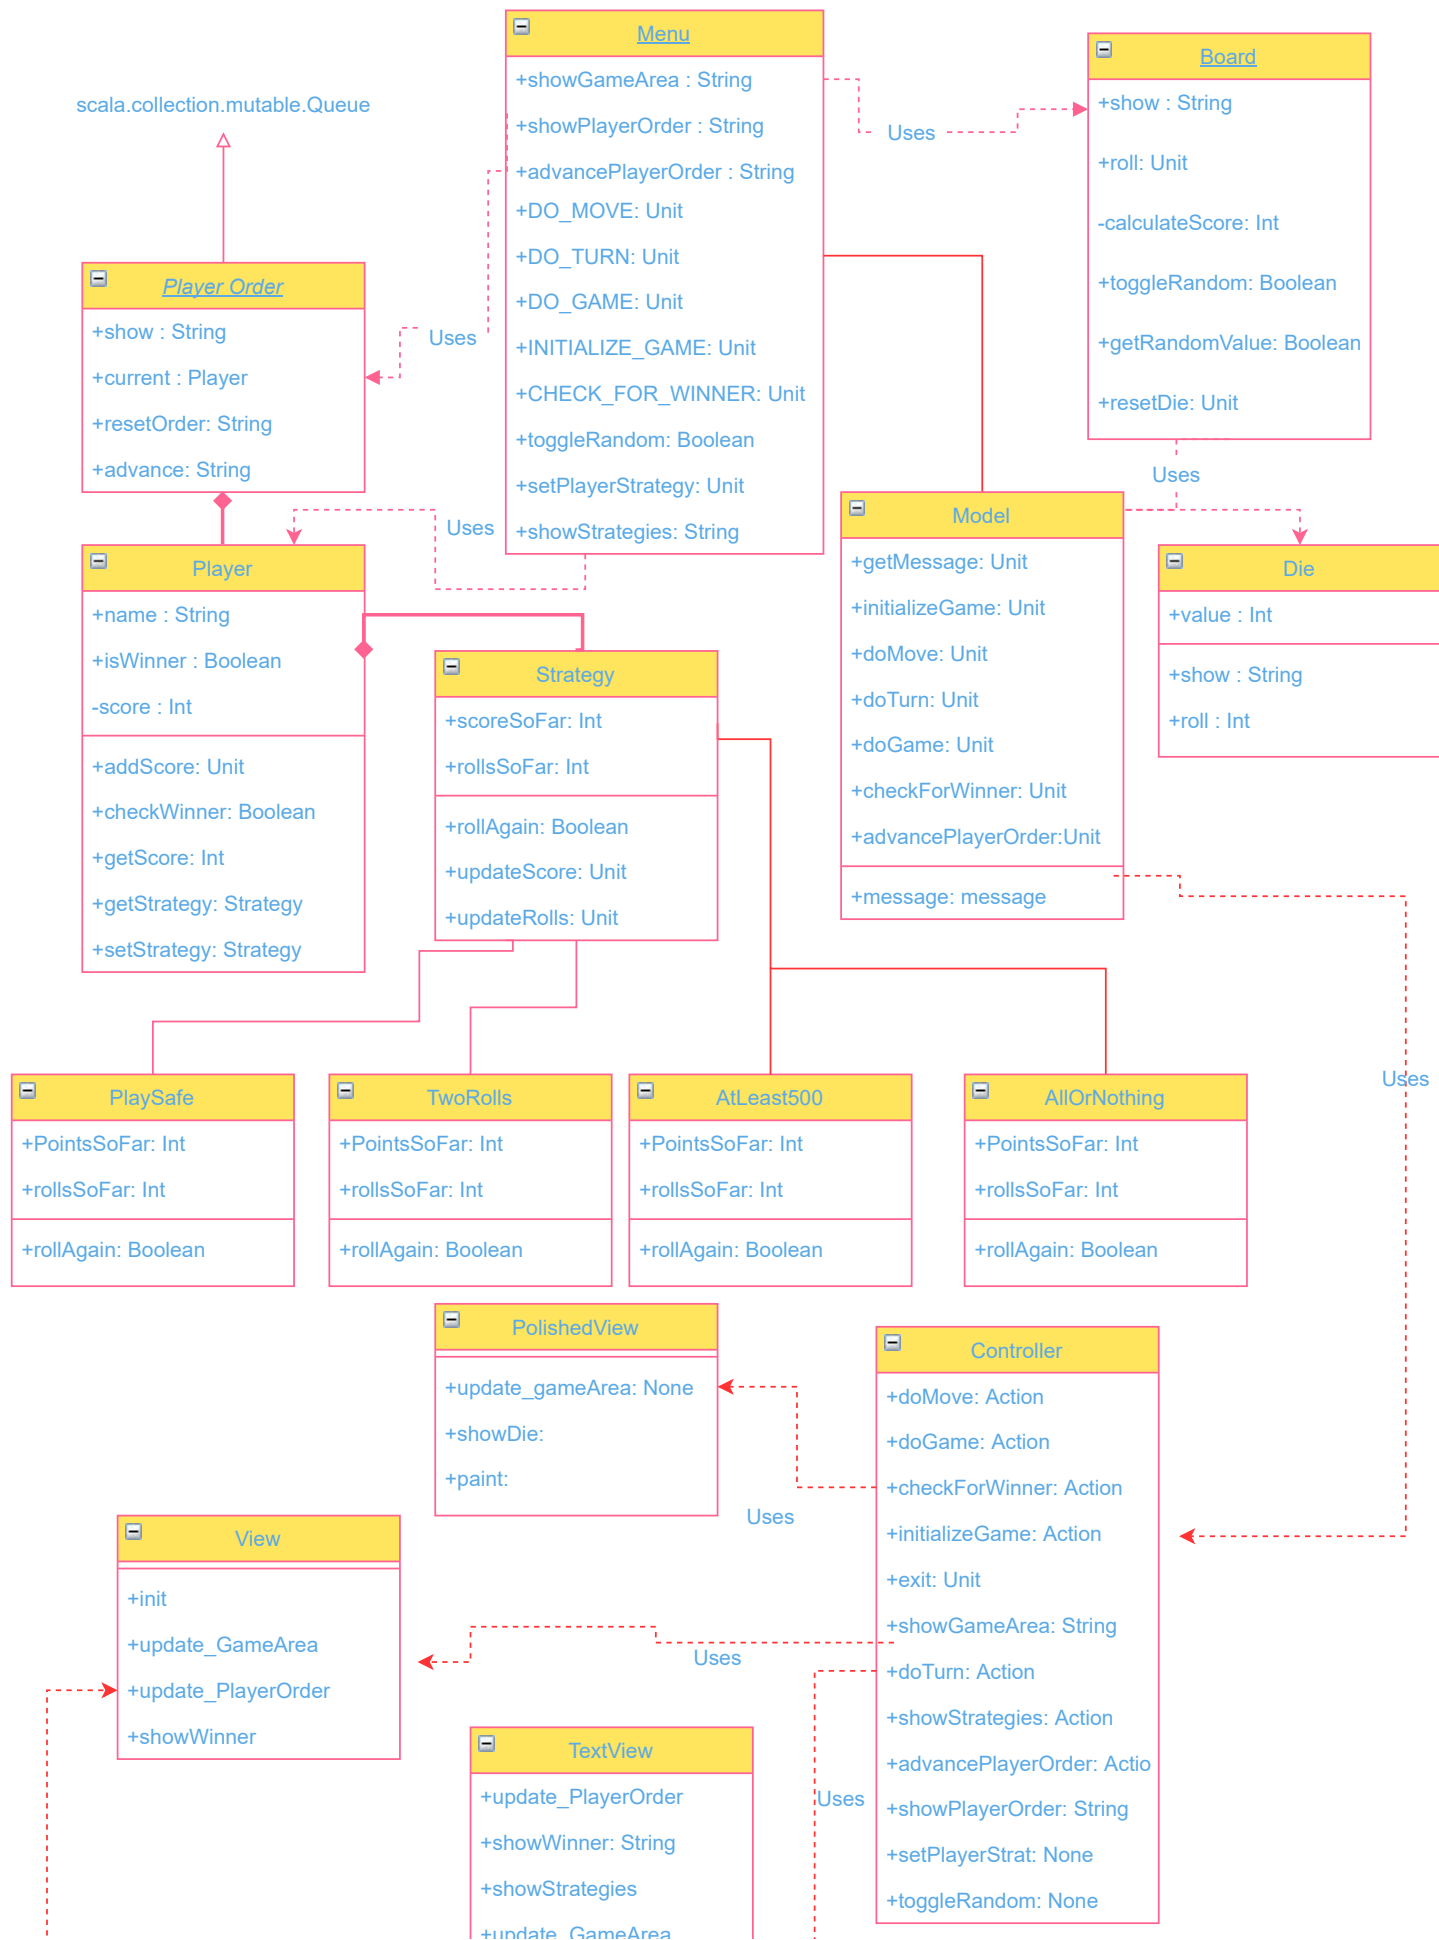 Menu
+showGameArea : String
+showPlayerOrder : String
+advancePlayerOrder : String
+DO_MOVE: Unit
+DO_TURN: Unit
+DO_GAME: Unit
+INITIALIZE_GAME: Unit
+CHECK_FOR_WINNER: Unit
+toggleRandom: Boolean
+setPlayerStrategy: Unit
+showStrategies: String
Uses
Board
+show : String
+roll: Unit
-calculateScore: Int
+toggleRandom: Boolean
+getRandomValue: Boolean
+resetDie: Unit
Uses
scala.collection.mutable.Queue
Player Order
+show : String
+current : Player
+resetOrder: String
+advance: String
Uses
Uses
Player
+name : String
+isWinner : Boolean
-score : Int
+addScore: Unit
+checkWinner: Boolean
+getScore: Int
+getStrategy: Strategy
+setStrategy: Strategy
Strategy
+scoreSoFar: Int
+rollsSoFar: Int
+rollAgain: Boolean
+updateScore: Unit
+updateRolls: Unit
Model
+getMessage: Unit
+initializeGame: Unit
+doMove: Unit
+doTurn: Unit
+doGame: Unit
+checkForWinner: Unit
+advancePlayerOrder:Unit
+message: message
Die
+value : Int
+show : String
+roll : Int
Uses
PlaySafe
+PointsSoFar: Int
+rollsSoFar: Int
+rollAgain: Boolean
TwoRolls
+PointsSoFar: Int
+rollsSoFar: Int
+rollAgain: Boolean
AtLeast500
+PointsSoFar: Int
+rollsSoFar: Int
+rollAgain: Boolean
AllOrNothing
+PointsSoFar: Int
+rollsSoFar: Int
+rollAgain: Boolean
PolishedView
+update_gameArea: None
+showDie:
+paint:
Uses
Controller
+doMove: Action
+doGame: Action
+checkForWinner: Action
+initializeGame: Action
+exit: Unit
+showGameArea: String
+doTurn: Action
+showStrategies: Action
+advancePlayerOrder: Actio
+showPlayerOrder: String
+setPlayerStrat: None
+toggleRandom: None
View
+init
+update_GameArea
+update_PlayerOrder
+showWinner
Uses
TextView
+update_PlayerOrder
+showWinner: String
+showStrategies
+update_GameArea
Uses